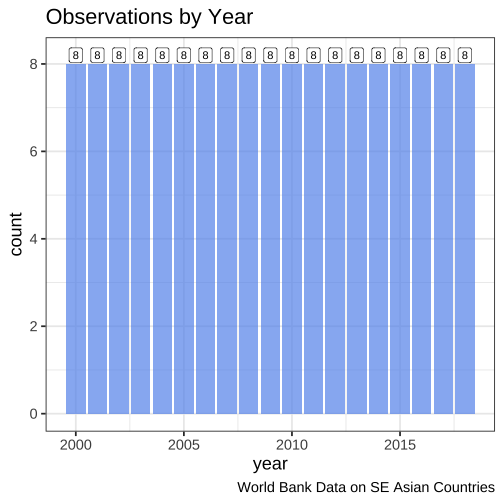 Observations by Year
8 8 8 8 8 8 8 8 8 8 8 8 8 8 8 8 8 8 8
8
6
4
2
0
count
2000 2005 2010 2015
year
World Bank Data on SE Asian Countries